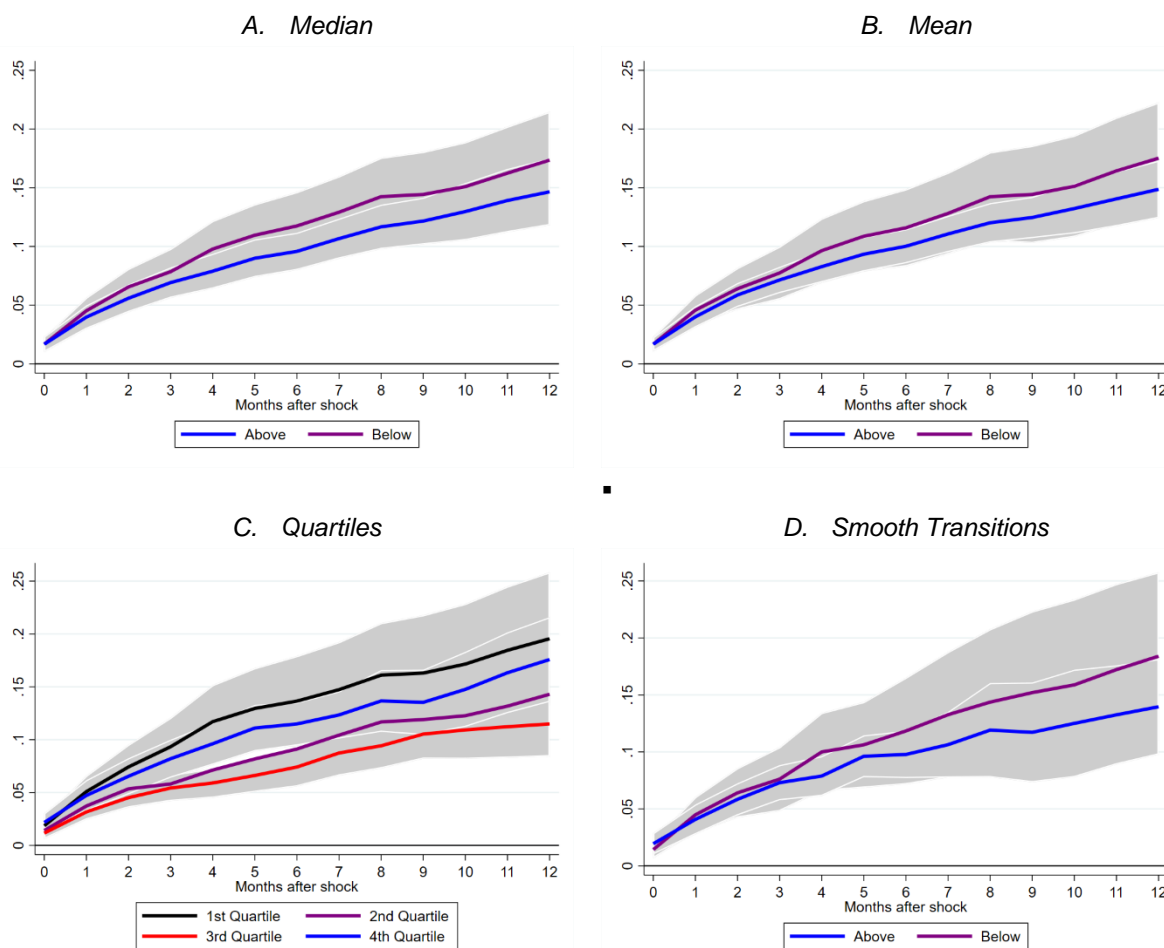 A. Median
.25
.2
.15
.1
.05
0
0 1 2 3 4 5 6 7 8 9 10 11 12
Months after shock
Above Below
B. Mean
.25
.2
.15
.1
.05
0
0 1 2 3 4 5 6 7 8 9 10 11 12
Months after shock
Above Below
C. Quartiles
.25
.2
.15
.1
.05
0
0 1 2 3 4 5 6 7 8 9 10 11 12
Months after shock
1st Quartile 2nd Quartile
3rd Quartile 4th Quartile
D. Smooth Transitions
.25
.2
.15
.1
.05
0
0 1 2 3 4 5 6 7 8 9 10 11 12
Months after shock
Above Below